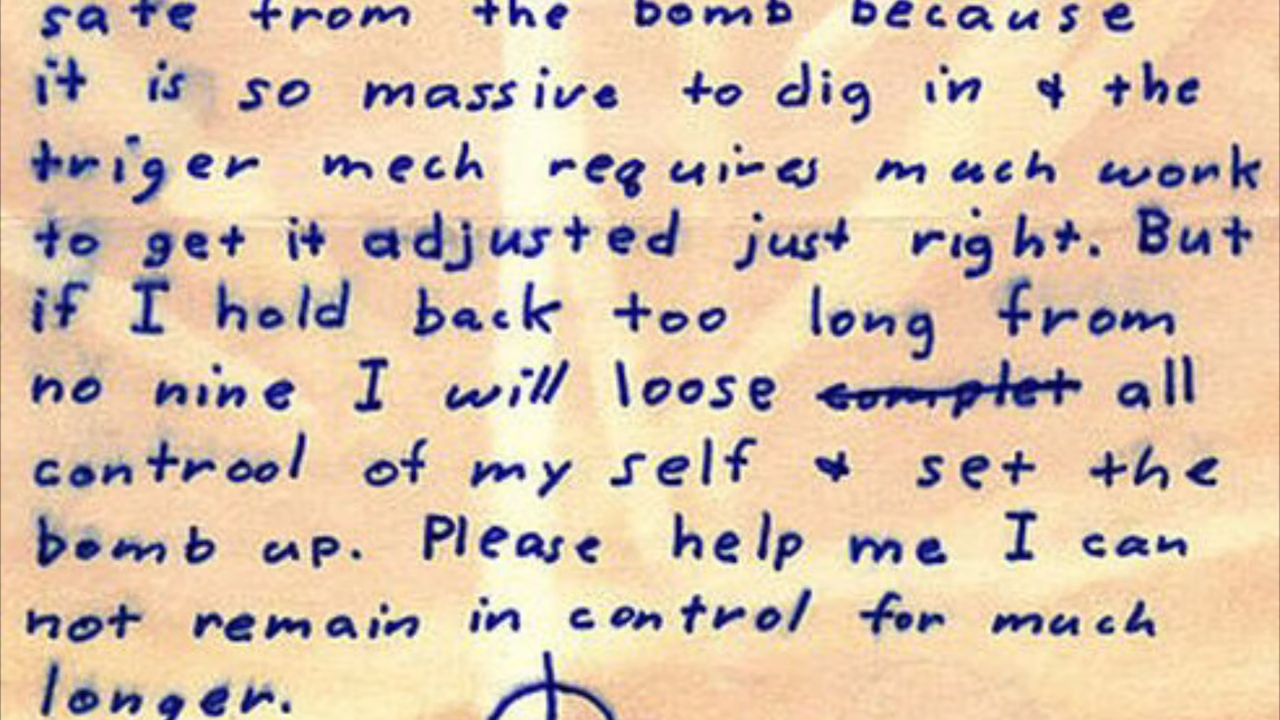 safe from the bomb because
it is so massive to dig in & the
triger mech requires much work
to get it adjusted just right. But
if I hold back too long from
no nine I will loose complet all
controol of my self & set the
bomb up. Please help me I can
not remain in control for much
longer.